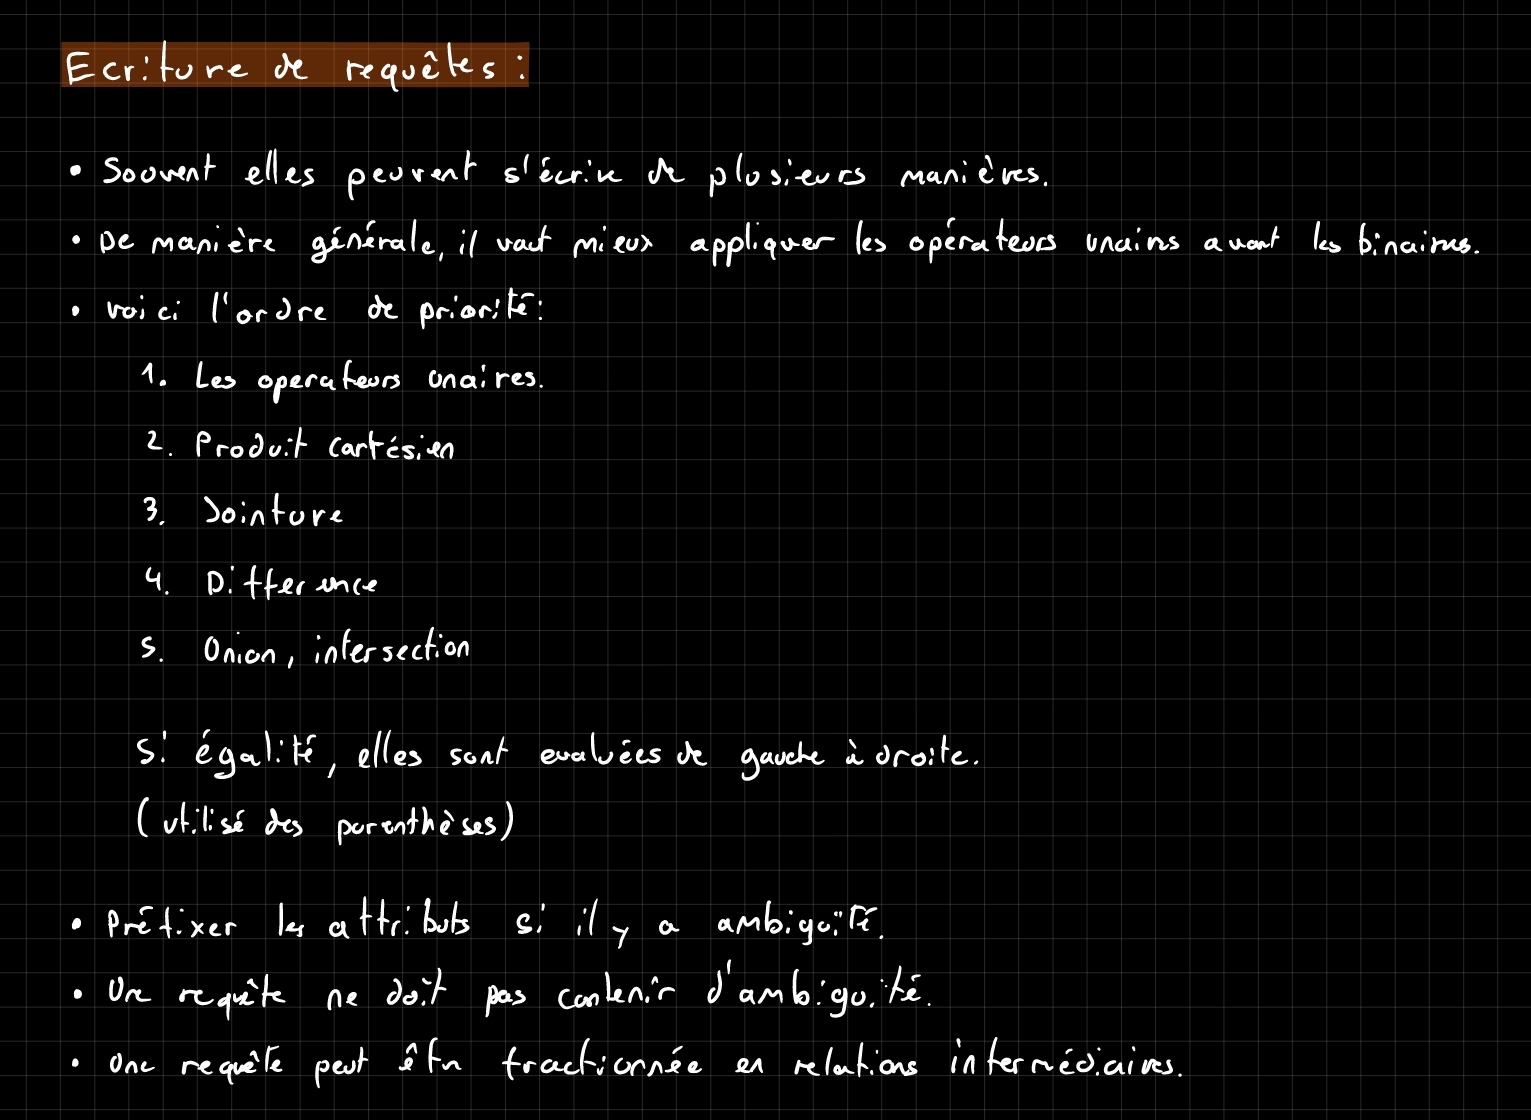 Ecriture de requêtes :
• Souvent elles peuvent s'écrire de plusieurs manières.
• De manière générale, il vaut mieux appliquer les opérateurs unaires avant les binaires.
• Voici l'ordre de priorité :
1. Les operateurs unaires.
2. Produit cartésien
3. Jointure
4. Difference
5. Union, intersection
Si égalité, elles sont evaluées de gauche à droite.
(utilisé des parenthèses)
• Préfixer les attributs si il y a ambiguïté.
• Une requête ne doit pas contenir d'ambiguïté.
• Une requête peut être fractionnée en relations intermédiaires.